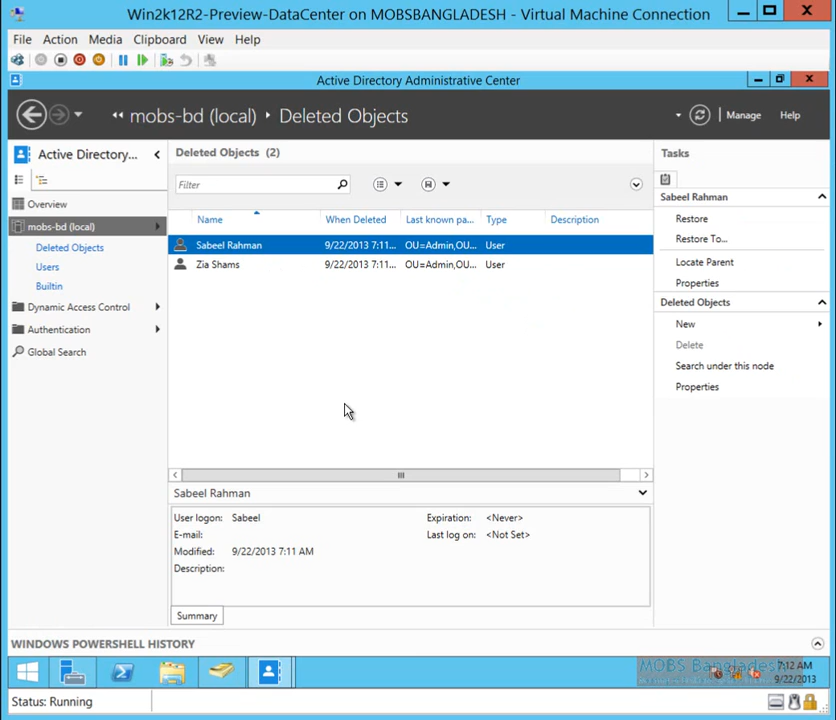 Win2k12R2-Preview-DataCenter on MOBSBANGLADESH - Virtual Machine Connection
File Action Media Clipboard View Help
Active Directory Administrative Center
mobs-bd (local) Deleted Objects Manage Help
Active Directory...
Overview
mobs-bd (local)
Deleted Objects
Users
Builtin
Dynamic Access Control
Authentication
Global Search
Deleted Objects (2)
Filter
Name When Deleted Last known pa... Type Description
Sabeel Rahman 9/22/2013 7:11... OU=Admin,OU... User
Zia Shams 9/22/2013 7:11... OU=Admin,OU... User
Sabeel Rahman
User logon: Sabeel Expiration: <Never>
E-mail: Last log on: <Not Set>
Modified: 9/22/2013 7:11 AM
Description:
Summary
Tasks
Sabeel Rahman
Restore
Restore To...
Locate Parent
Properties
Deleted Objects
New
Delete
Search under this node
Properties
WINDOWS POWERSHELL HISTORY
MOBS Bangladesh
7:12 AM
9/22/2013
Status: Running